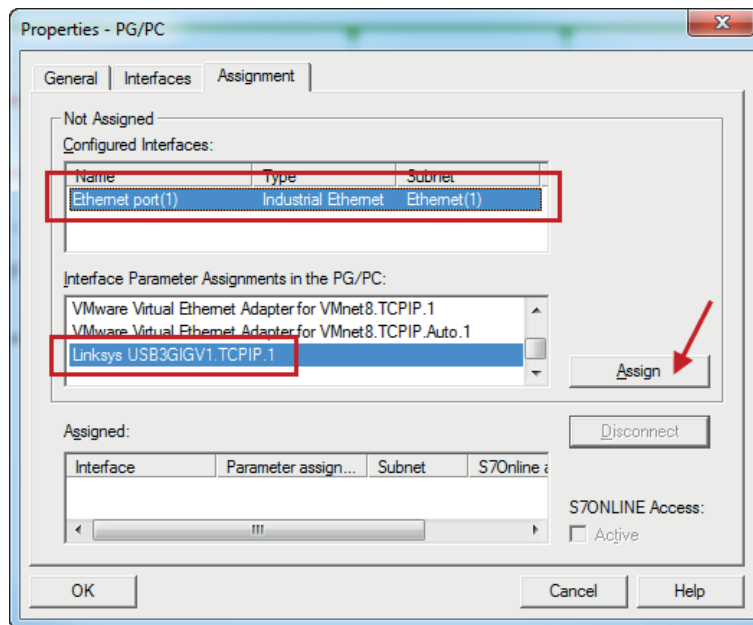 Properties - PG/PC
General Interfaces Assignment
Not Assigned
Configured Interfaces:
Name Type Subnet
Ethernet port(1) Industrial Ethernet Ethernet(1)
Interface Parameter Assignments in the PG/PC:
VMware Virtual Ethernet Adapter for VMnet8.TCPIP.1
VMware Virtual Ethernet Adapter for VMnet8.TCPIP.Auto.1
Linksys USB3GIGV1.TCPIP.1
Assign
Assigned:
Disconnect
Interface Parameter assign... Subnet S7Online a
S7ONLINE Access:
Active
OK Cancel Help